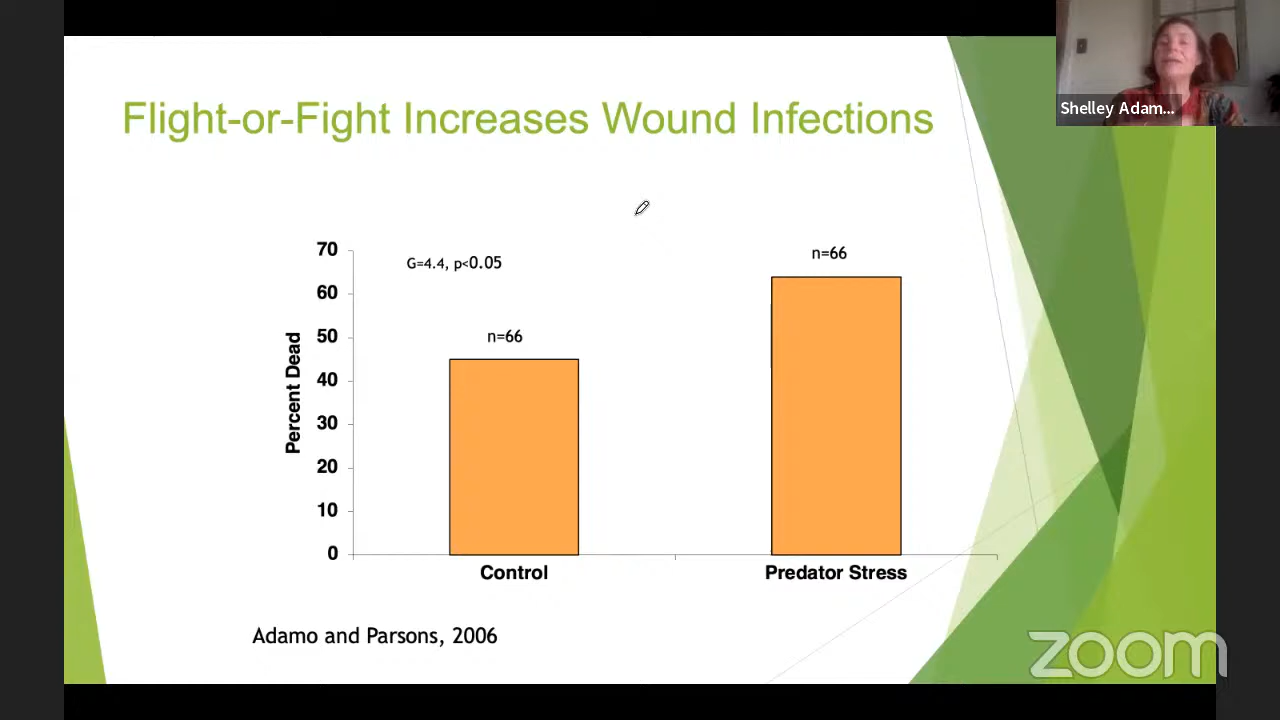 Shelley Adam...
Flight-or-Fight Increases Wound Infections
G=4.4, p<0.05
n=66
n=66
70
60
50
40
30
20
10
0
Percent Dead
Control
Predator Stress
Adamo and Parsons, 2006
zoom